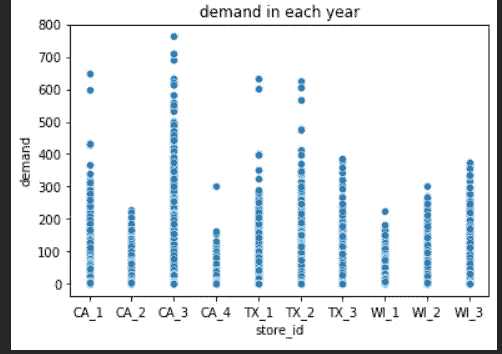 demand in each year
800
700
600
500
400
300
200
100
0
demand
CA_1 CA_2 CA_3 CA_4 TX_1 TX_2 TX_3 WI_1 WI_2 WI_3
store_id